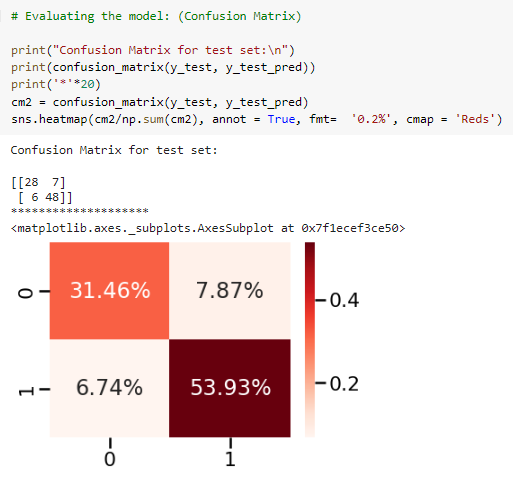 # Evaluating the model: (Confusion Matrix)
print("Confusion Matrix for test set:\n")
print(confusion_matrix(y_test, y_test_pred))
print('*'*20)
cm2 = confusion_matrix(y_test, y_test_pred)
sns.heatmap(cm2/np.sum(cm2), annot = True, fmt=  '0.2%', cmap = 'Reds')
Confusion Matrix for test set:
[[28  7]
 [ 6 48]]
********************
<matplotlib.axes._subplots.AxesSubplot at 0x7f1ecef3ce50>
0 31.46% 7.87% 0.4
1 6.74% 53.93% 0.2
0 1